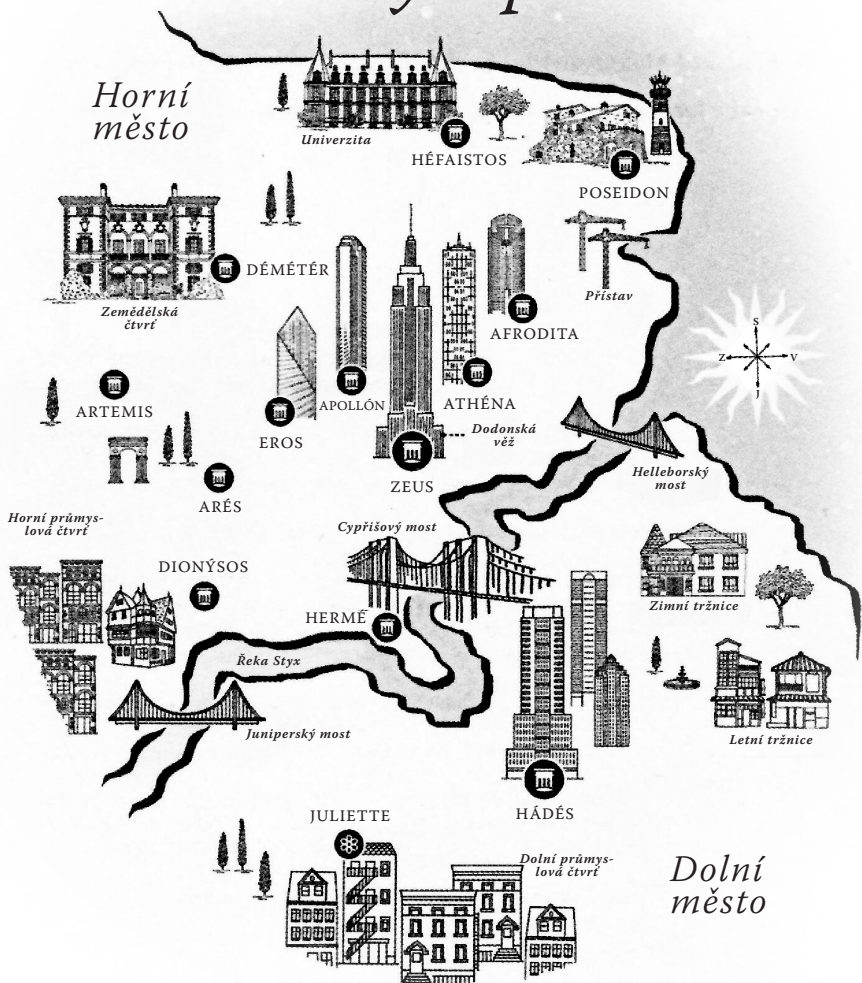 Horní
město
Univerzita
HÉFAISTOS
POSEIDON
DÉMÉTÉR
Zemědělská
čtvrť
Přístav
AFRODITA
S
Z
V
J
ARTEMIS
EROS
APOLLÓN
ATHÉNA
Dodonská
věž
ZEUS
Helleborský
most
ARÉS
Horní průmys-
lová čtvrť
Cypřišový most
DIONÝSOS
Zimní tržnice
HERMÉ
Řeka Styx
Juniperský most
Letní tržnice
HÁDÉS
JULIETTE
Dolní průmys-
lová čtvrť
Dolní
město